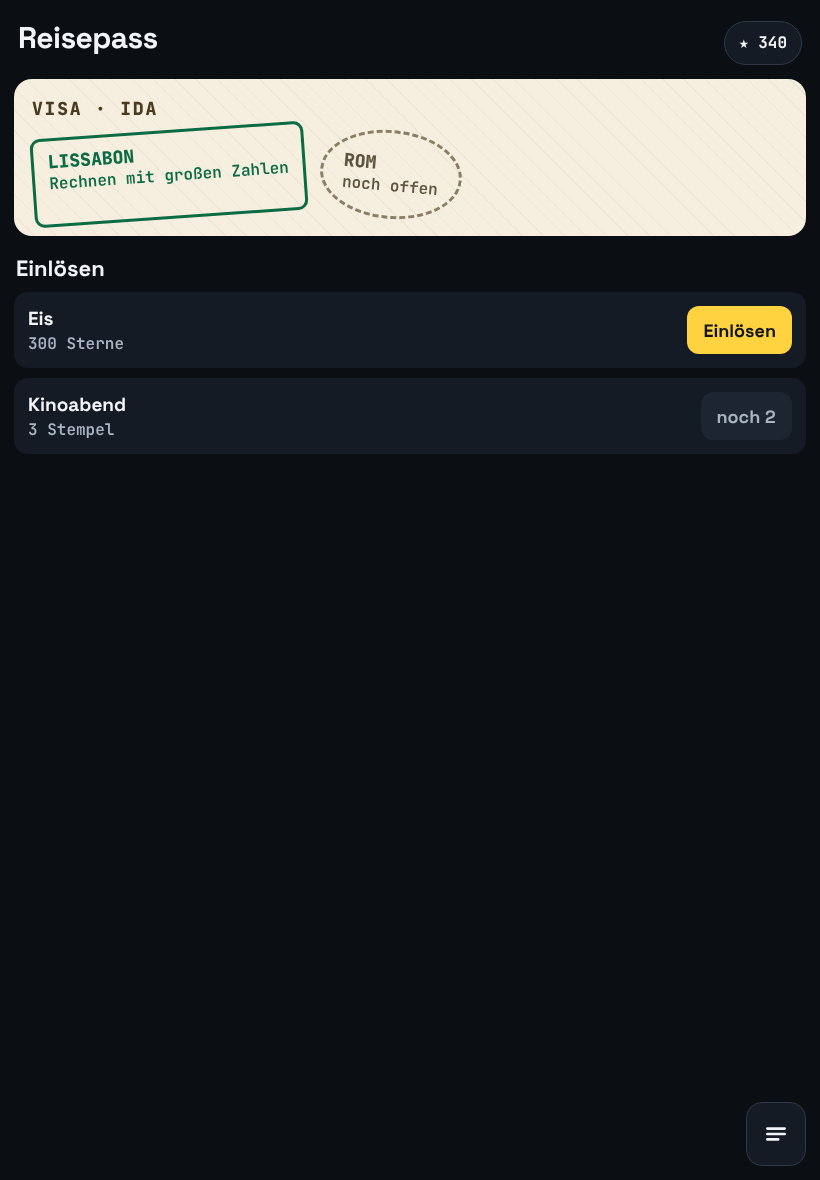 Reisepass
★ 340
VISA · IDA
LISSABON
Rechnen mit großen Zahlen
ROM
noch offen
Einlösen
Eis
300 Sterne
Einlösen
Kinoabend
3 Stempel
noch 2